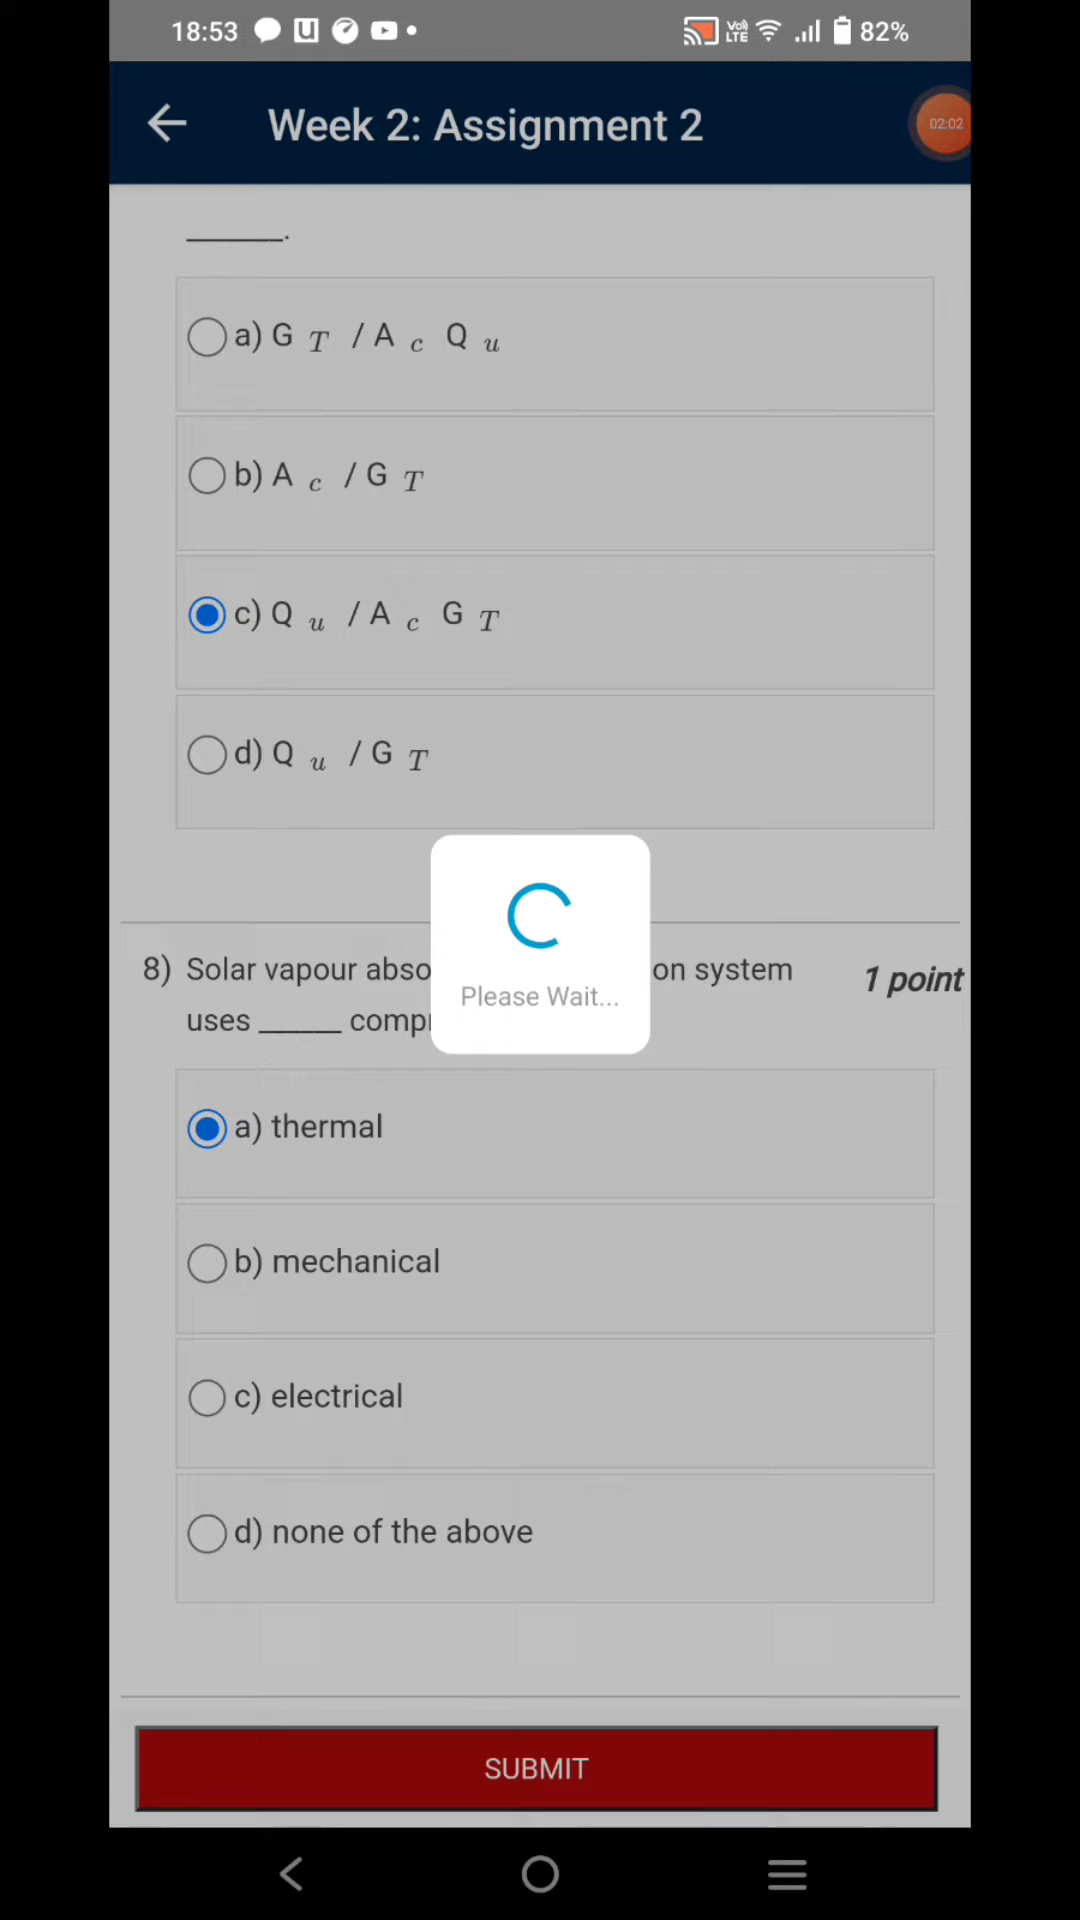 18:53 82%
Week 2: Assignment 2
02:02
______.
a) G T / A c Q u
b) A c / G T
c) Q u / A c G T
d) Q u / G T
8) Solar vapour abso on system 1 point
uses ______ comp
Please Wait...
a) thermal
b) mechanical
c) electrical
d) none of the above
SUBMIT